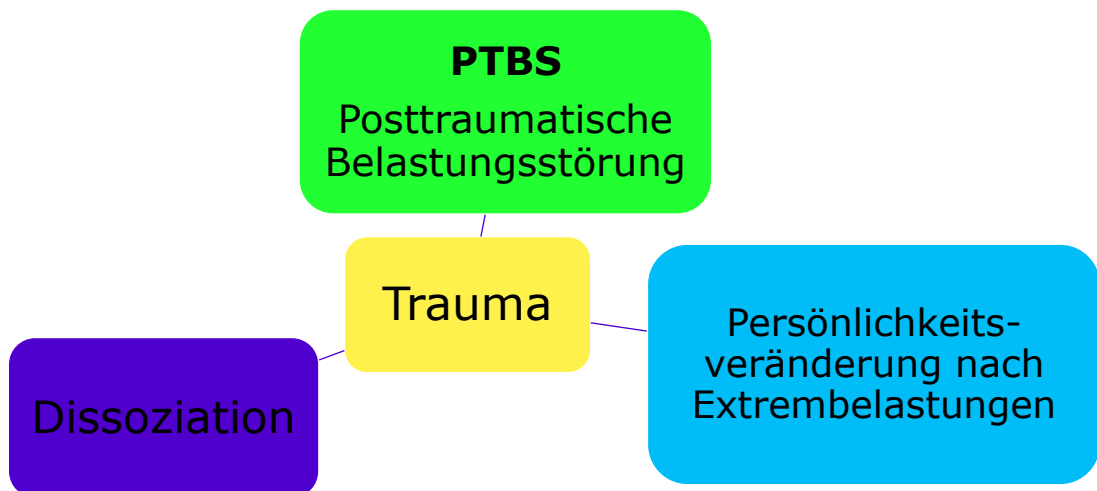 PTBS
Posttraumatische
Belastungsstörung
Trauma
Persönlichkeits-
veränderung nach
Extrembelastungen
Dissoziation